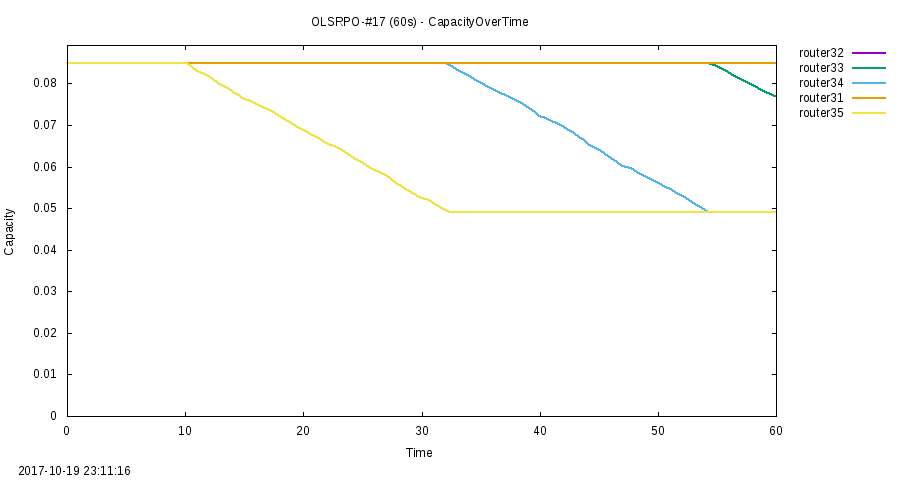 OLSRPO-#17 (60s) - CapacityOverTime
router32
router33
router34
router31
router35
0.08
0.07
0.06
0.05
0.04
0.03
0.02
0.01
0
Capacity
0 10 20 30 40 50 60
Time
2017-10-19 23:11:16